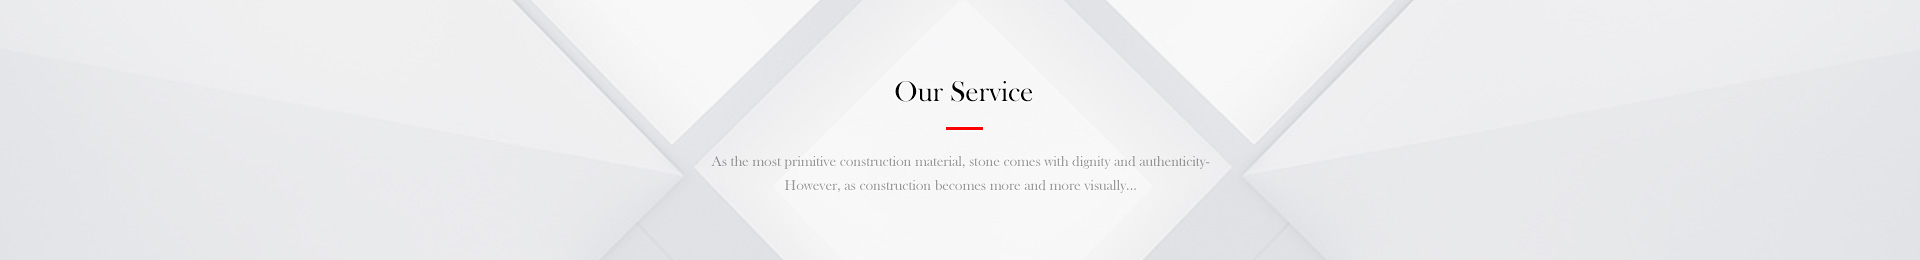 Our Service
As the most primitive construction material, stone comes with dignity and authenticity-
However, as construction becomes more and more visually...